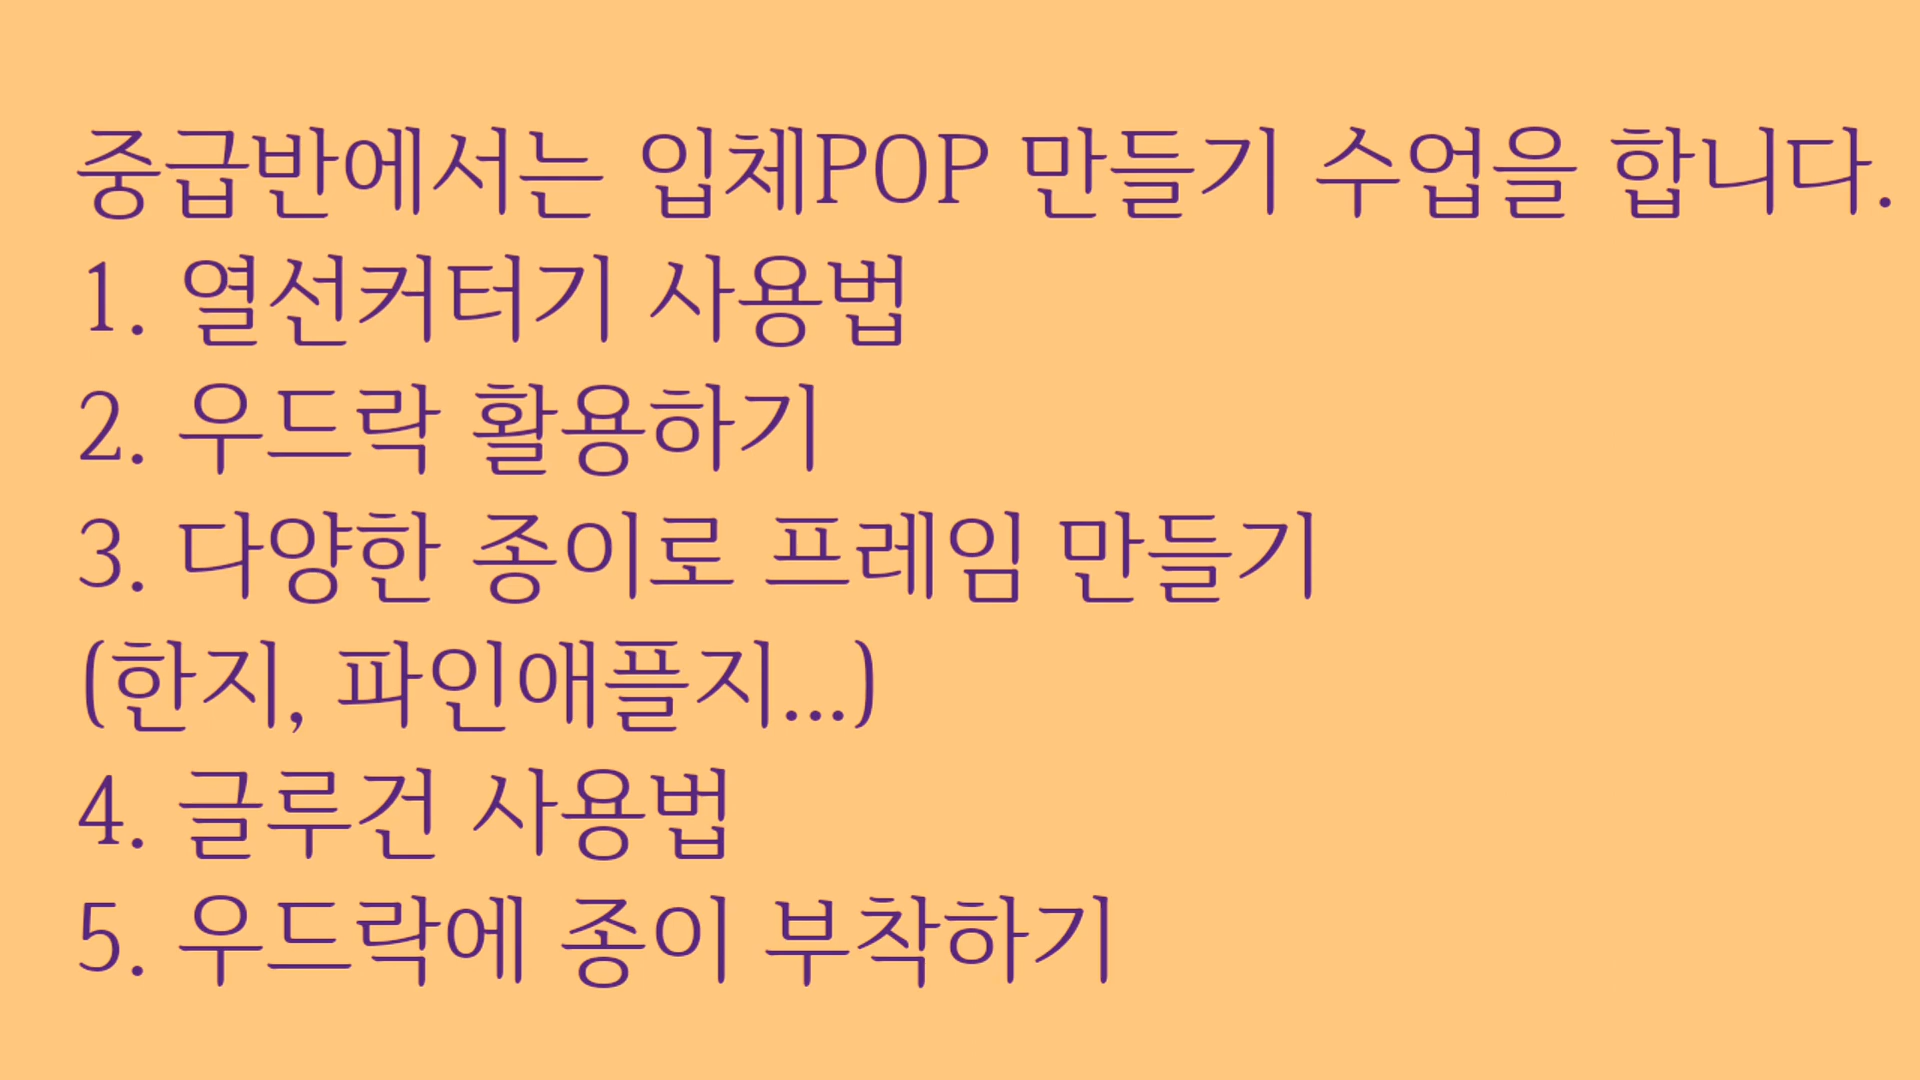 중급반에서는 입체POP 만들기 수업을 합니다.
1. 열선커터기 사용법
2. 우드락 활용하기
3. 다양한 종이로 프레임 만들기
(한지, 파인애플지...)
4. 글루건 사용법
5. 우드락에 종이 부착하기